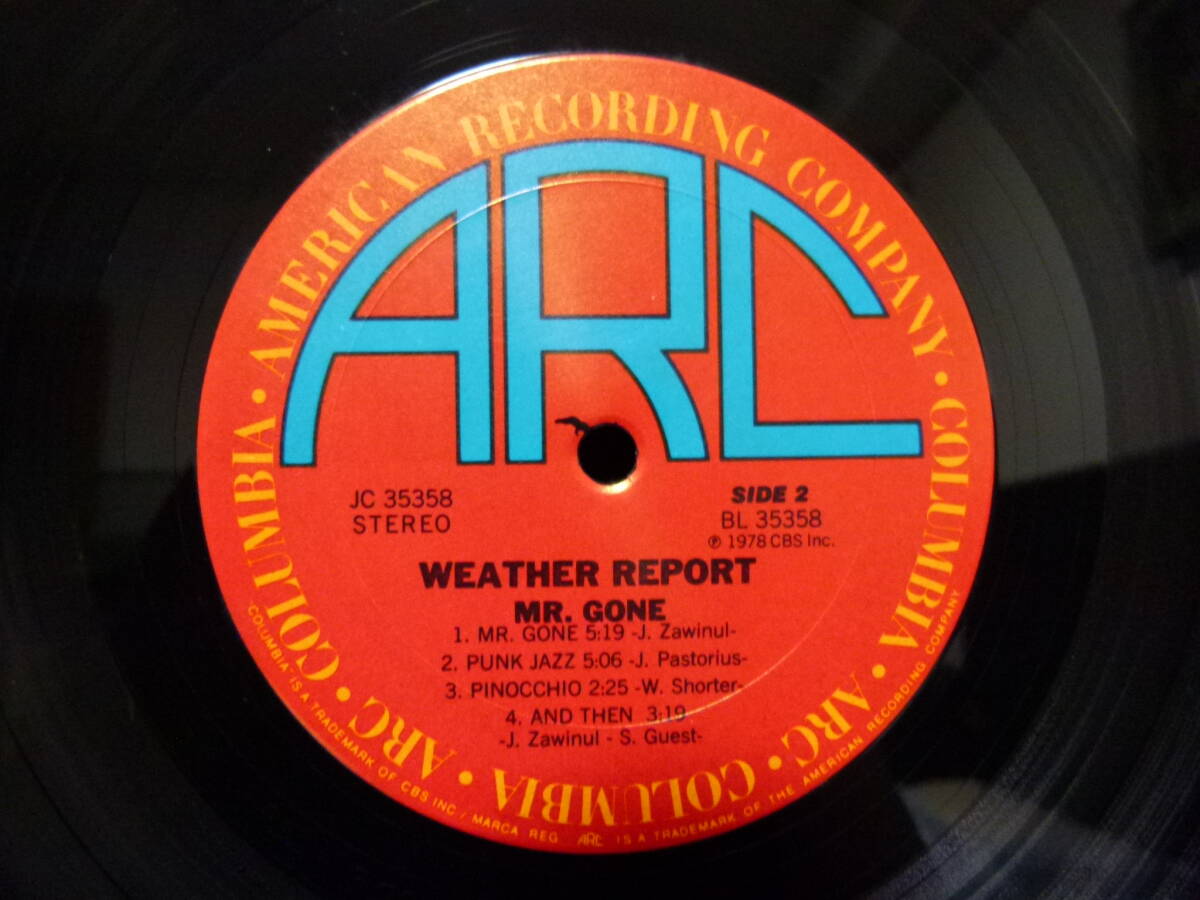 · AMERICAN RECORDING COMPANY ·
ARC
JC 35358
STEREO
SIDE 2
BL 35358
℗ 1978 CBS Inc.
WEATHER REPORT
MR. GONE
1. MR. GONE 5:19 -J. Zawinul-
2. PUNK JAZZ 5:06 -J. Pastorius-
3. PINOCCHIO 2:25 -W. Shorter-
4. AND THEN 3:19
-J. Zawinul - S. Guest-
COLUMBIA · ARC · COLUMBIA · ARC · COLUMBIA
COLUMBIA IS A TRADEMARK OF CBS INC / MARCA REG. ARC IS A TRADEMARK OF THE AMERICAN RECORDING COMPANY